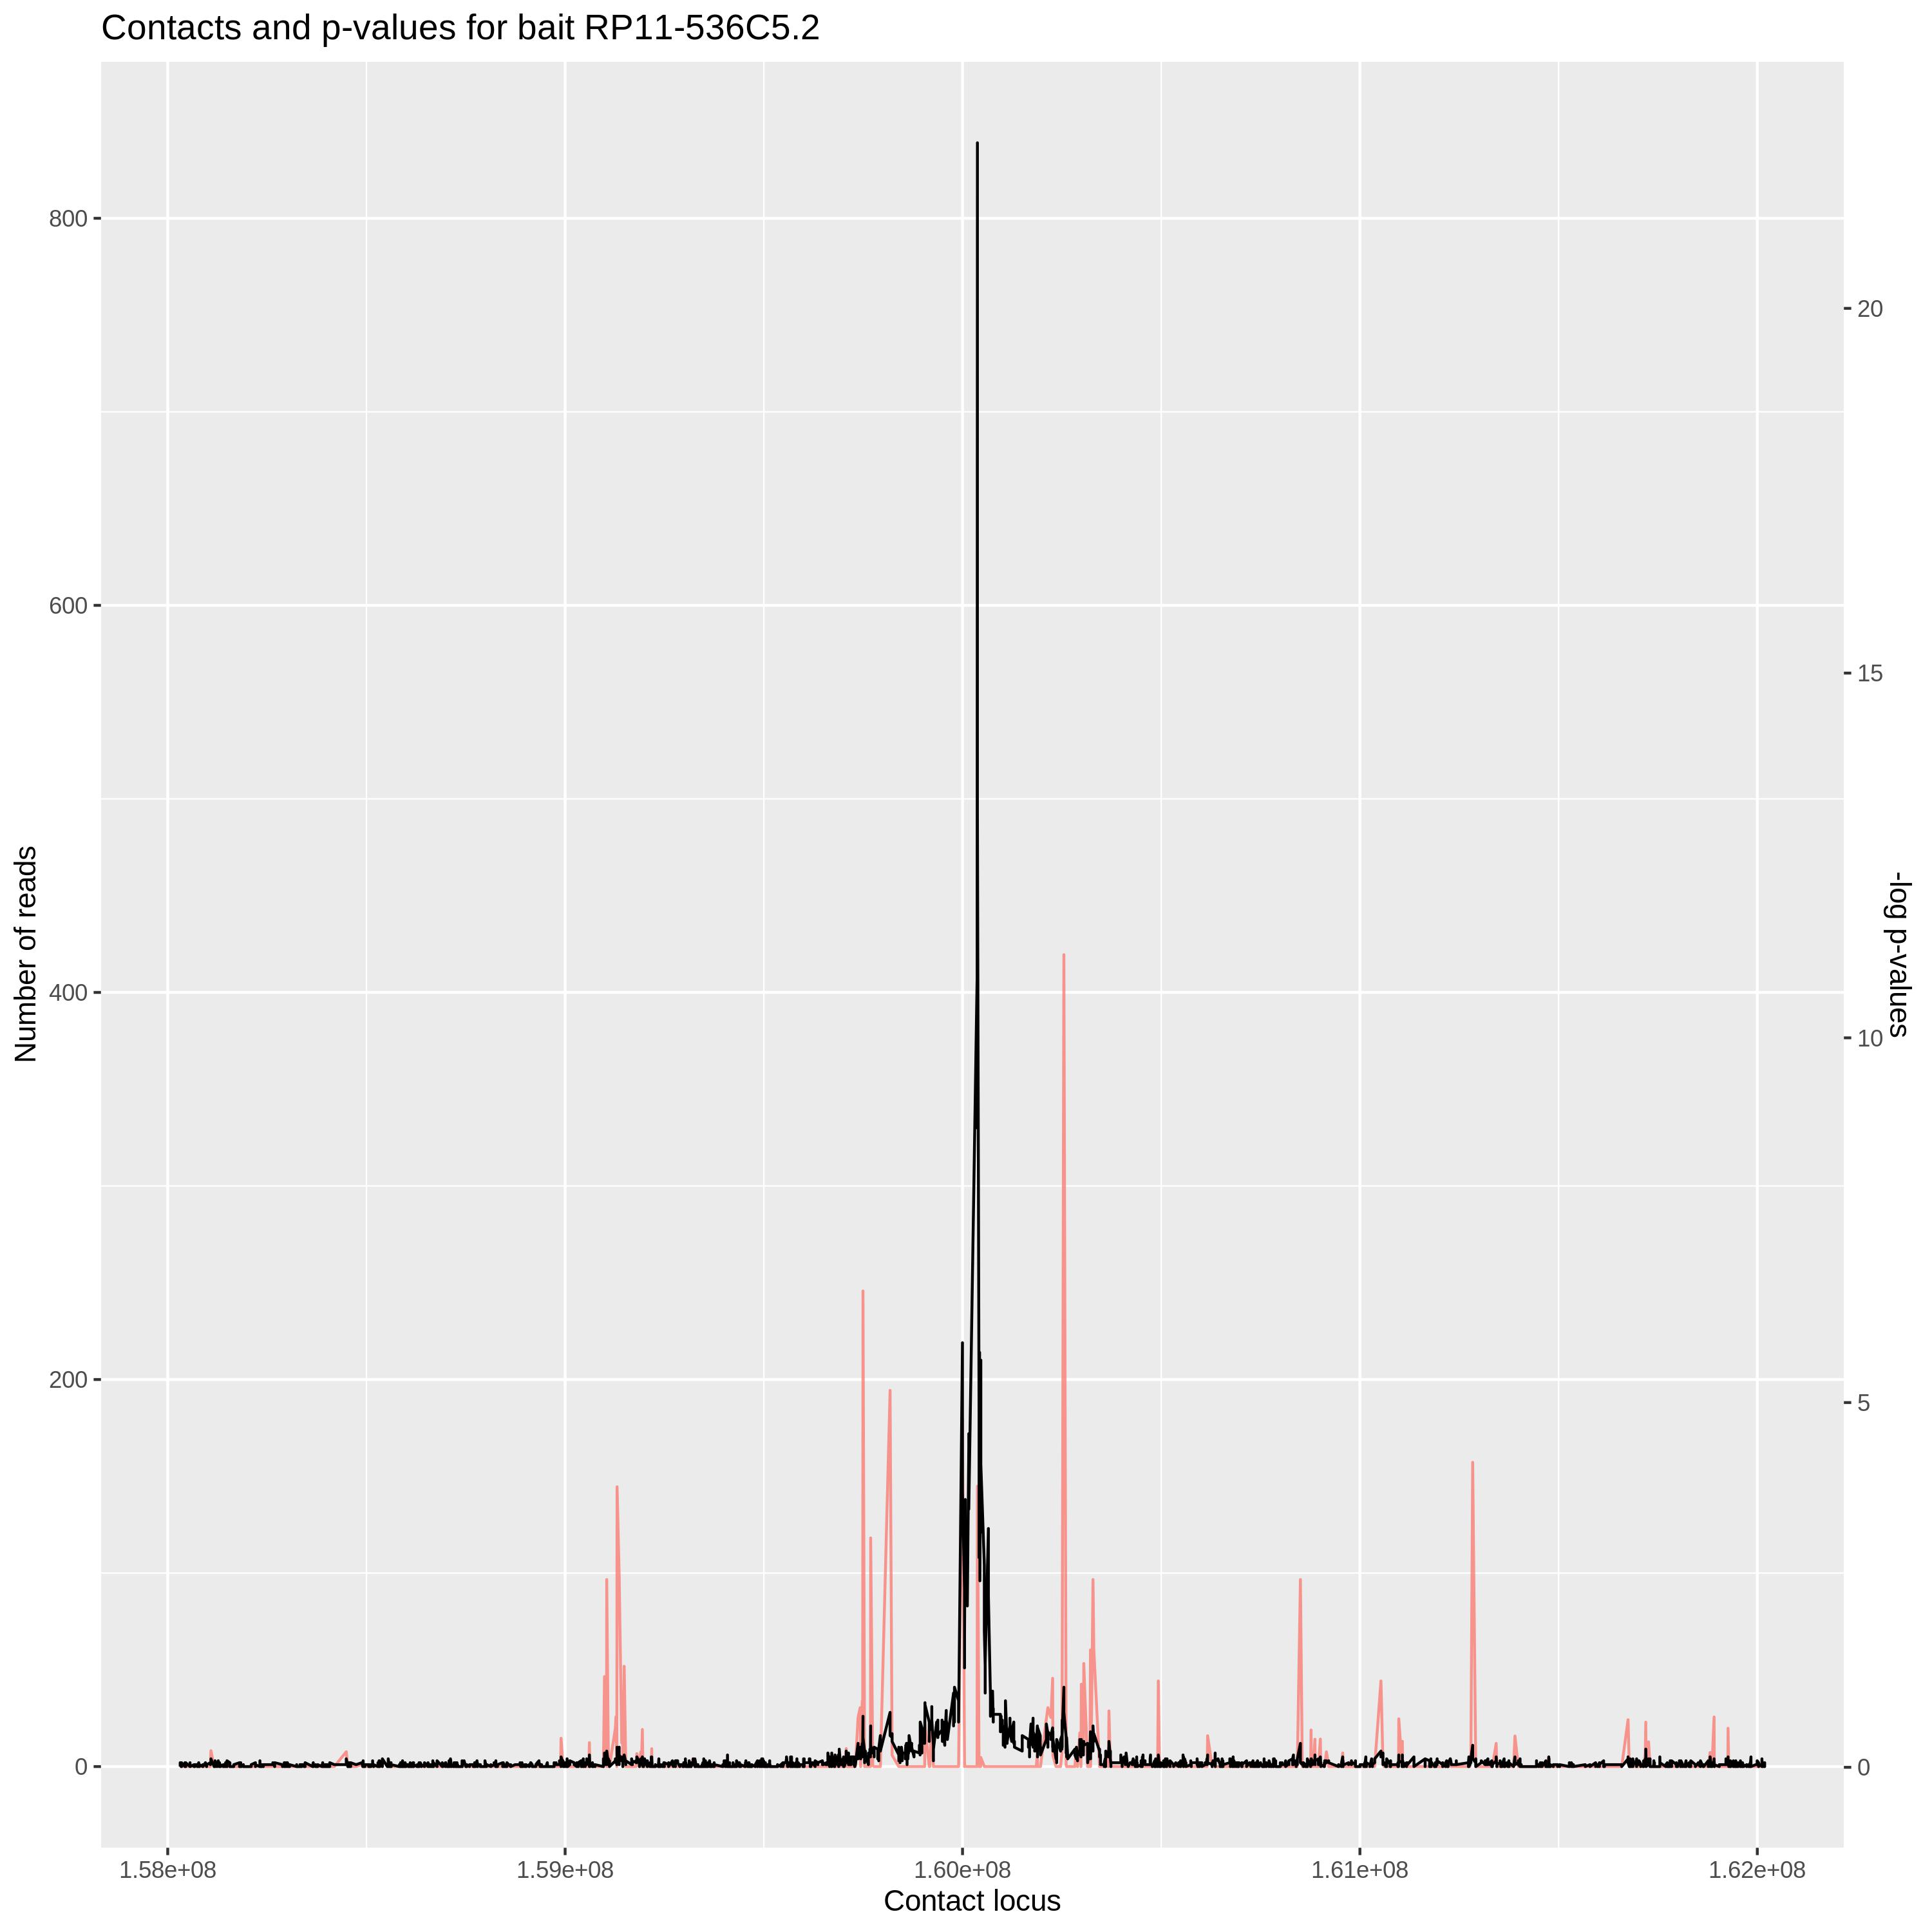 Contacts and p-values for bait RP11-536C5.2
800
600
400
200
0
Number of reads
20
15
10
5
0
-log p-values
1.58e+08
1.59e+08
1.60e+08
1.61e+08
1.62e+08
Contact locus